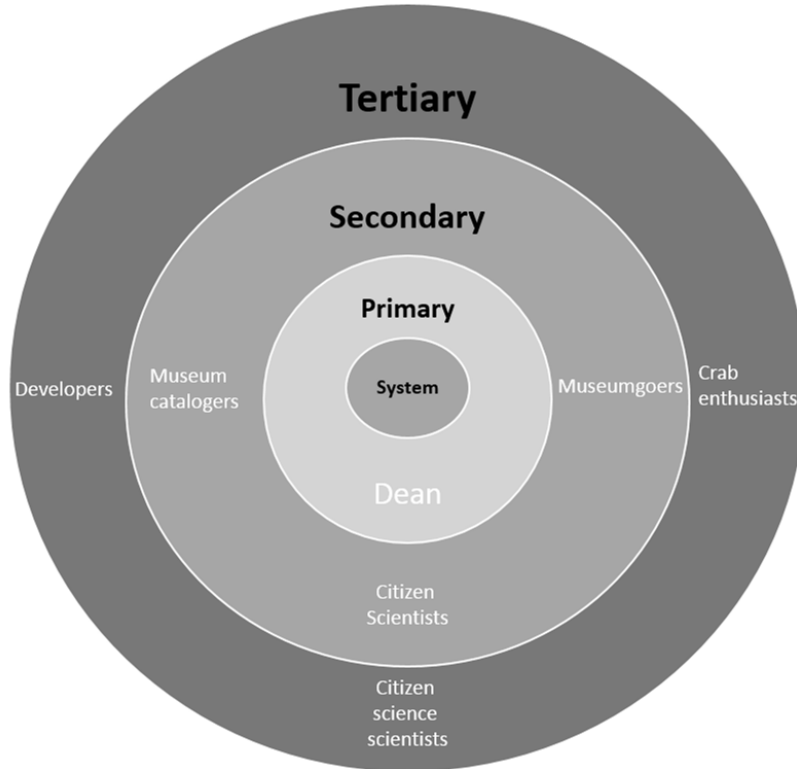 Tertiary
Secondary
Primary
System
Developers
Museum
catalogers
Museumgoers
Crab
enthusiasts
Dean
Citizen
Scientists
Citizen
science
scientists